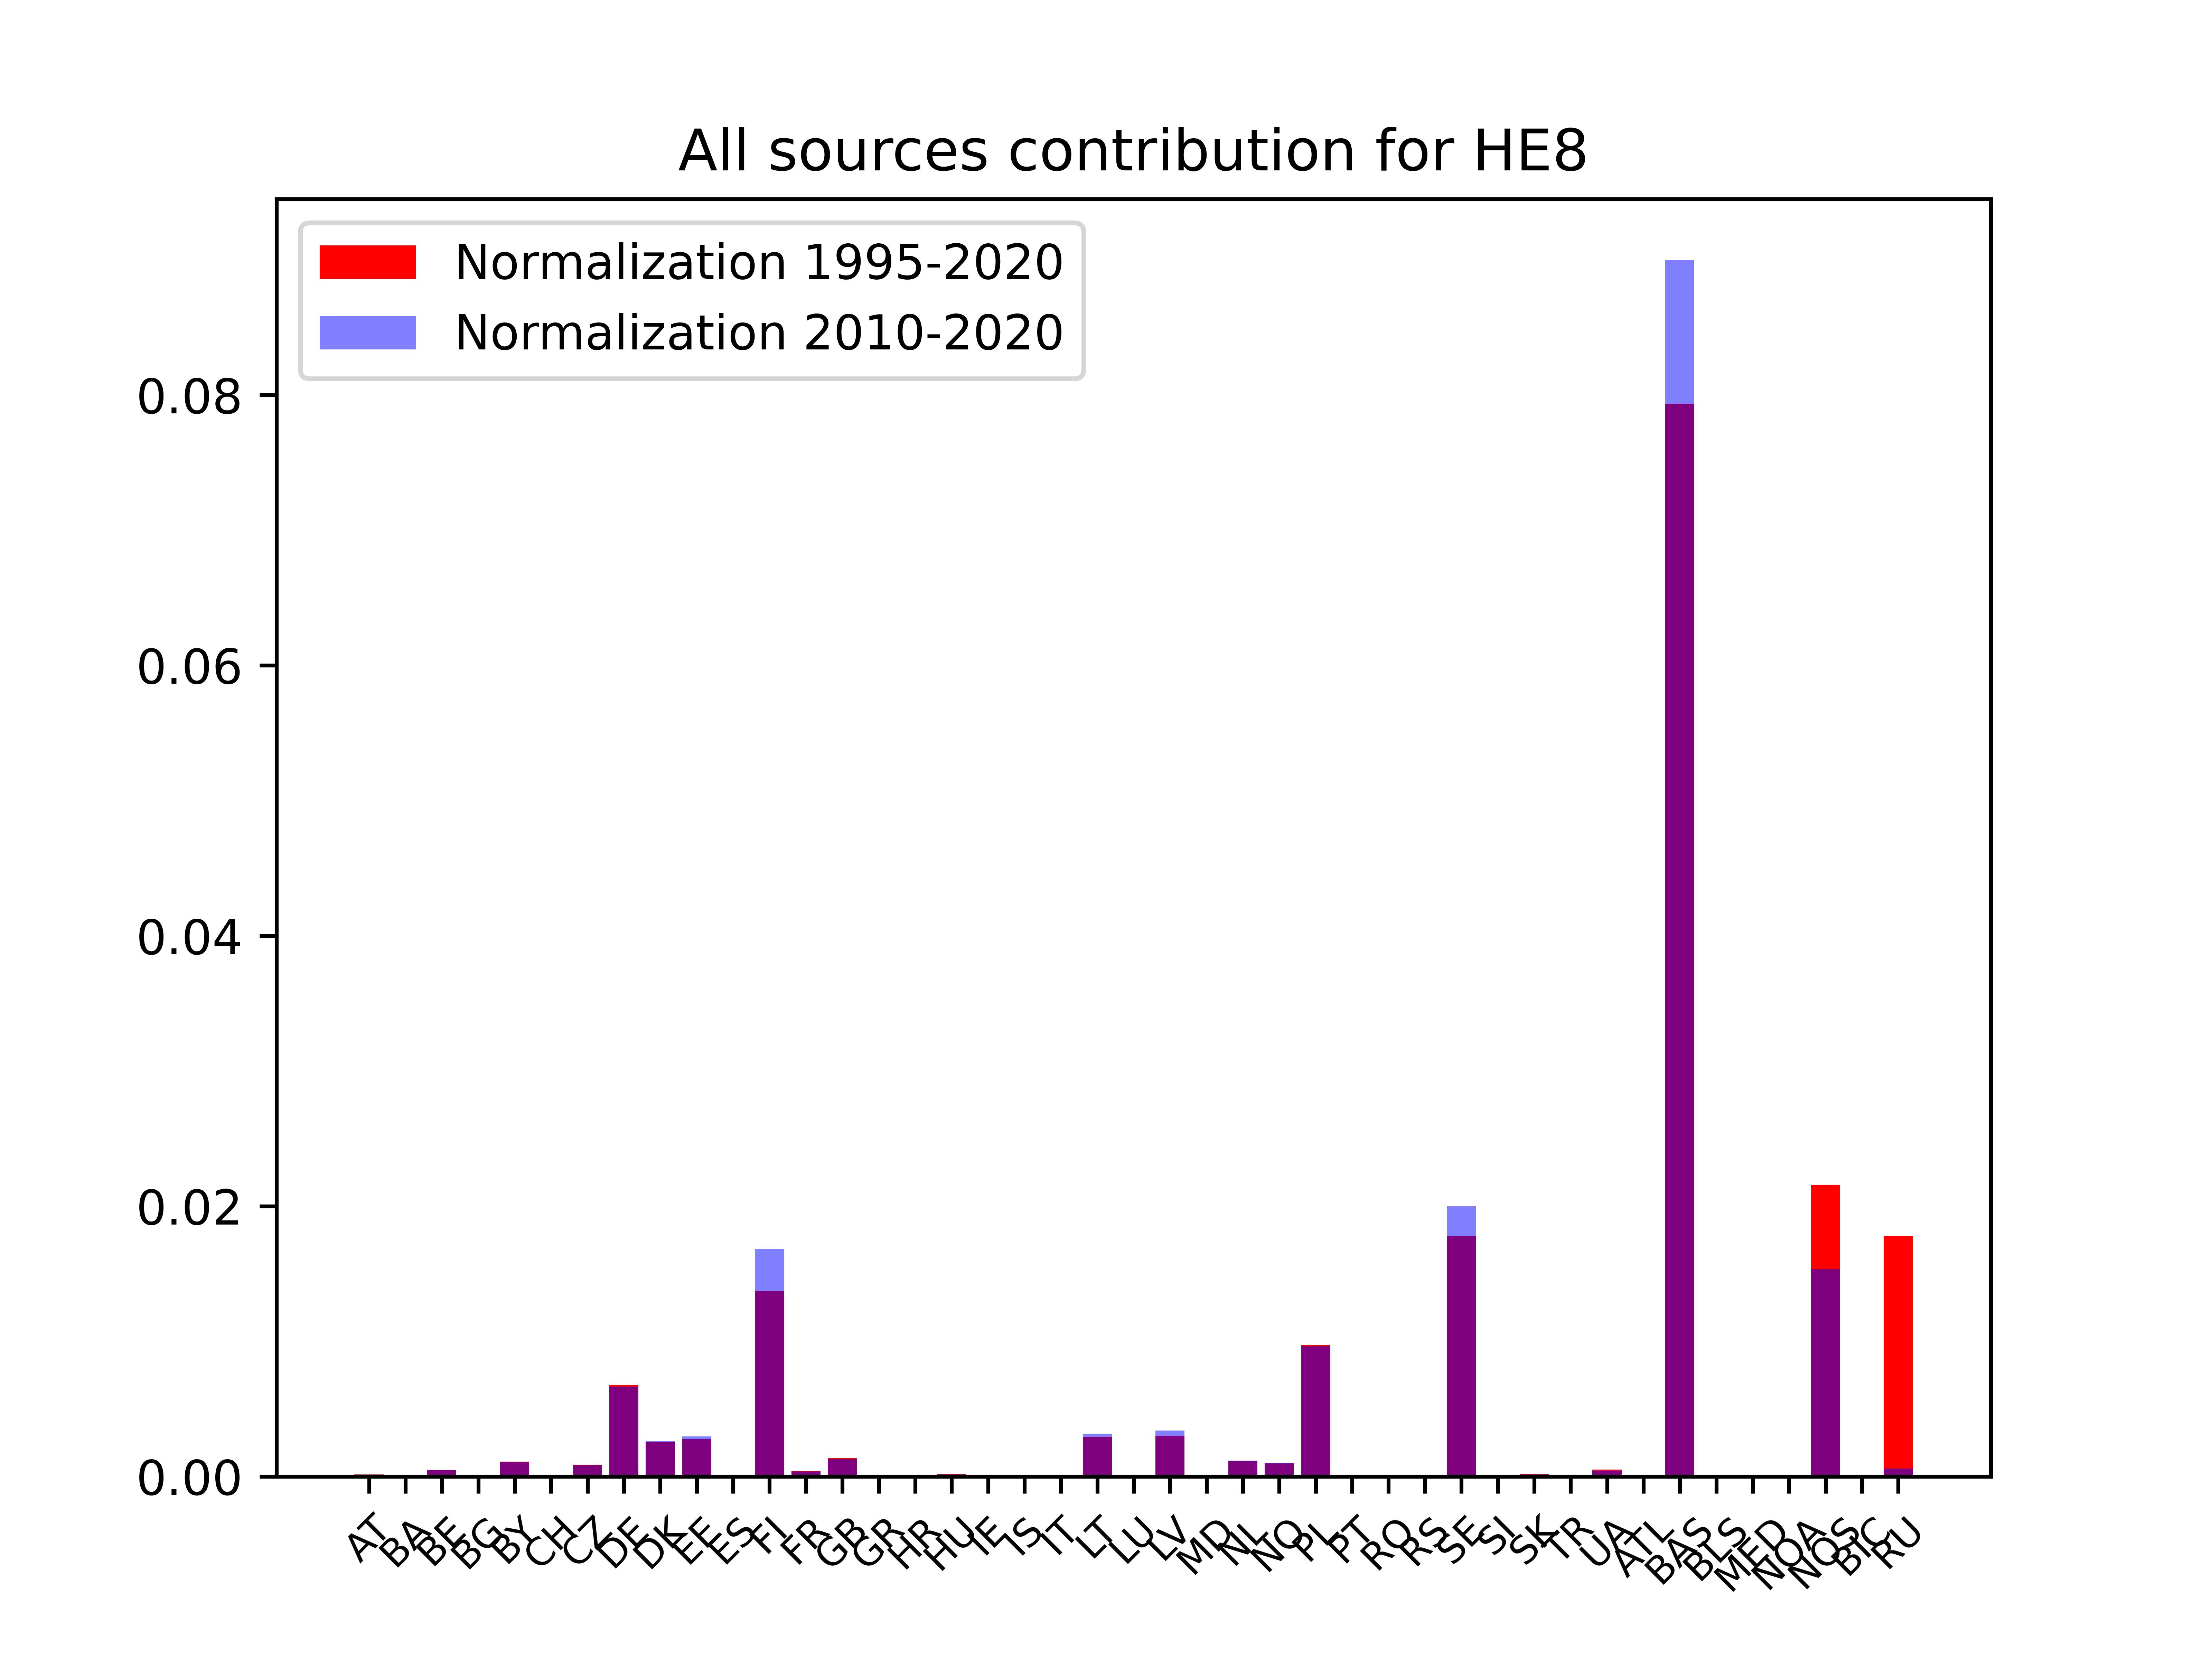 All sources contribution for HE8
Normalization 1995-2020
Normalization 2010-2020
0.08
0.06
0.04
0.02
0.00
AT
BA
BE
BG
BY
CH
CZ
DE
DK
EE
ES
FI
FR
GB
GR
HR
HU
IE
IS
IT
LT
LU
LV
MD
NL
NO
PL
PT
RO
RS
SE
SI
SK
TR
UA
ATL
BAS
BLS
MED
NOA
NOS
BIC
RU